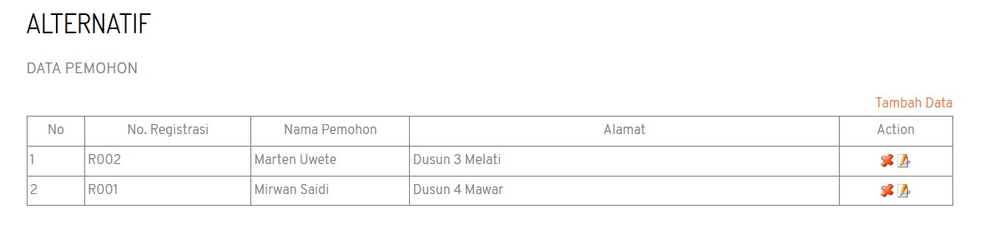 ALTERNATIF
DATA PEMOHON
Tambah Data
No No. Registrasi Nama Pemohon Alamat Action
1 R002 Marten Uwete Dusun 3 Melati
2 R001 Mirwan Saidi Dusun 4 Mawar